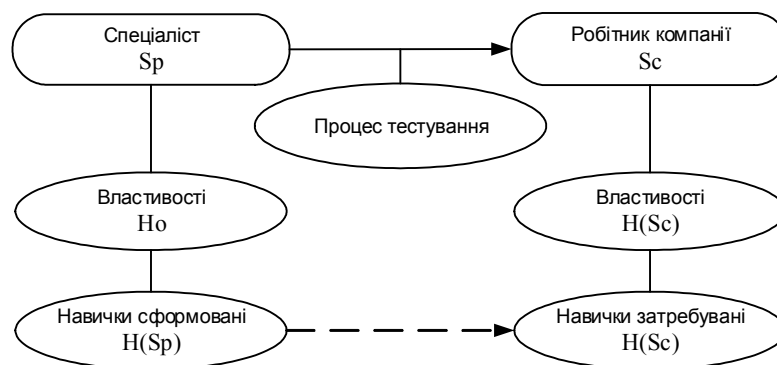 Спеціаліст
Sp
Робітник компанії
Sc
Процес тестування
Властивості
Ho
Властивості
H(Sc)
Навички сформовані
H(Sp)
Навички затребувані
H(Sc)